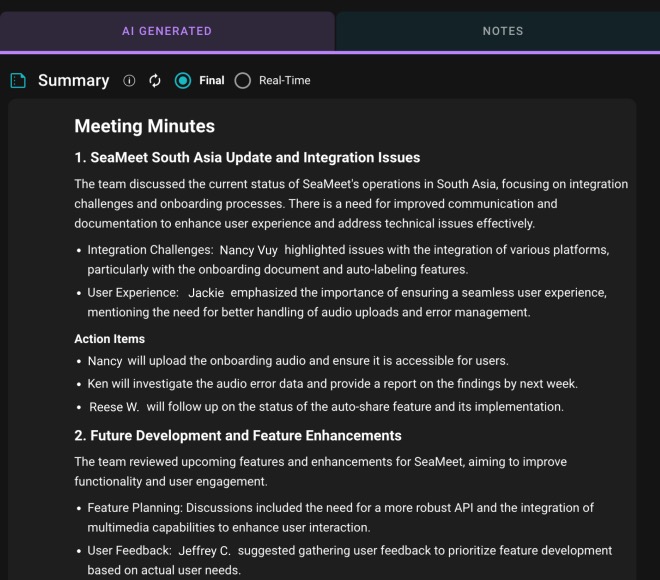 AI GENERATED
NOTES
Summary Final Real-Time
Meeting Minutes
1. SeaMeet South Asia Update and Integration Issues
The team discussed the current status of SeaMeet's operations in South Asia, focusing on integration
challenges and onboarding processes. There is a need for improved communication and
documentation to enhance user experience and address technical issues effectively.
• Integration Challenges: Nancy Vuy highlighted issues with the integration of various platforms,
particularly with the onboarding document and auto-labeling features.
• User Experience: Jackie emphasized the importance of ensuring a seamless user experience,
mentioning the need for better handling of audio uploads and error management.
Action Items
• Nancy will upload the onboarding audio and ensure it is accessible for users.
• Ken will investigate the audio error data and provide a report on the findings by next week.
• Reese W. will follow up on the status of the auto-share feature and its implementation.
2. Future Development and Feature Enhancements
The team reviewed upcoming features and enhancements for SeaMeet, aiming to improve
functionality and user engagement.
• Feature Planning: Discussions included the need for a more robust API and the integration of
multimedia capabilities to enhance user interaction.
• User Feedback: Jeffrey C. suggested gathering user feedback to prioritize feature development
based on actual user needs.